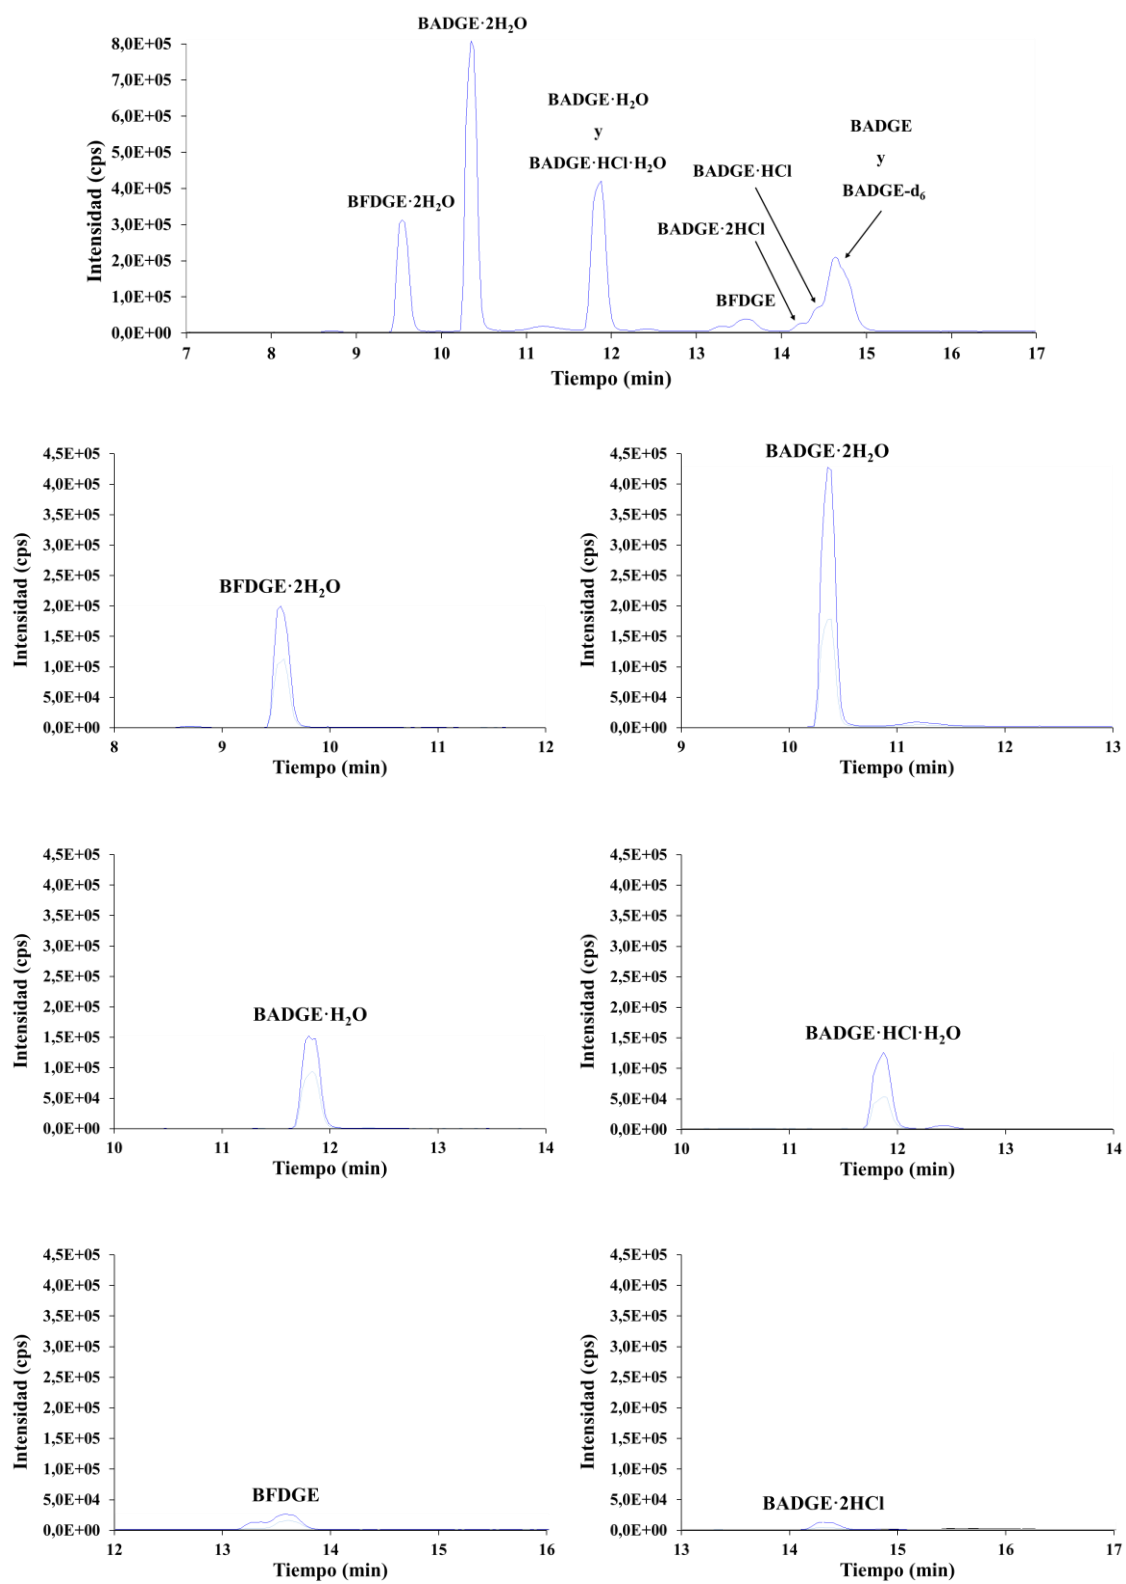 BADGE·2H₂O
8,0E+05
7,0E+05
6,0E+05
5,0E+05
4,0E+05
3,0E+05
2,0E+05
1,0E+05
0,0E+00
Intensidad (cps)
BFDGE·2H₂O
BADGE·H₂O
y
BADGE·HCl·H₂O
BADGE·HCl
BADGE·2HCl
BFDGE
BADGE
y
BADGE-d₆
7 8 9 10 11 12 13 14 15 16 17
Tiempo (min)
4,5E+05
4,0E+05
3,5E+05
3,0E+05
2,5E+05
2,0E+05
1,5E+05
1,0E+05
5,0E+04
0,0E+00
Intensidad (cps)
BFDGE·2H₂O
8 9 10 11 12
Tiempo (min)
BADGE·2H₂O
4,5E+05
4,0E+05
3,5E+05
3,0E+05
2,5E+05
2,0E+05
1,5E+05
1,0E+05
5,0E+04
0,0E+00
Intensidad (cps)
9 10 11 12 13
Tiempo (min)
4,5E+05
4,0E+05
3,5E+05
3,0E+05
2,5E+05
2,0E+05
1,5E+05
1,0E+05
5,0E+04
0,0E+00
Intensidad (cps)
BADGE·H₂O
10 11 12 13 14
Tiempo (min)
4,5E+05
4,0E+05
3,5E+05
3,0E+05
2,5E+05
2,0E+05
1,5E+05
1,0E+05
5,0E+04
0,0E+00
Intensidad (cps)
BADGE·HCl·H₂O
10 11 12 13 14
Tiempo (min)
4,5E+05
4,0E+05
3,5E+05
3,0E+05
2,5E+05
2,0E+05
1,5E+05
1,0E+05
5,0E+04
0,0E+00
Intensidad (cps)
BFDGE
12 13 14 15 16
Tiempo (min)
4,5E+05
4,0E+05
3,5E+05
3,0E+05
2,5E+05
2,0E+05
1,5E+05
1,0E+05
5,0E+04
0,0E+00
Intensidad (cps)
BADGE·2HCl
13 14 15 16 17
Tiempo (min)